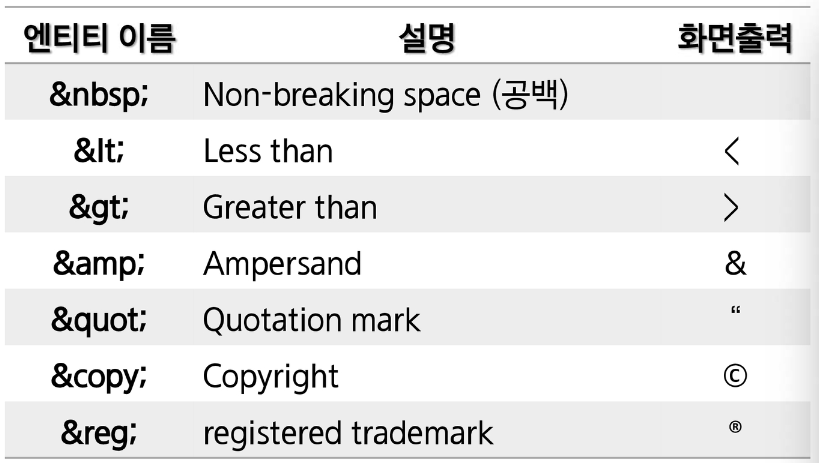 엔티티 이름 설명 화면출력
&nbsp; Non-breaking space (공백)
&lt; Less than <
&gt; Greater than >
&amp; Ampersand &
&quot; Quotation mark “
&copy; Copyright ©
&reg; registered trademark ®